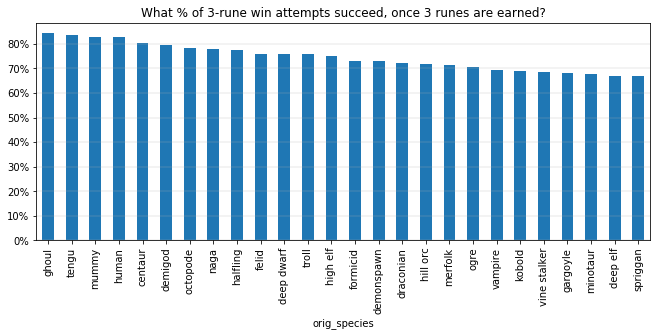 What % of 3-rune win attempts succeed, once 3 runes are earned?
80%
70%
60%
50%
40%
30%
20%
10%
0%
ghoul
tengu
mummy
human
centaur
demigod
octopode
naga
halfling
felid
deep dwarf
troll
high elf
formicid
demonspawn
draconian
hill orc
merfolk
ogre
vampire
kobold
vine stalker
gargoyle
minotaur
deep elf
spriggan
orig_species